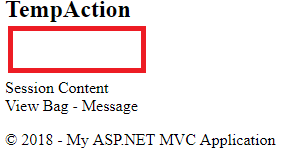 TempAction
Session Content
View Bag - Message
© 2018 - My ASP.NET MVC Application